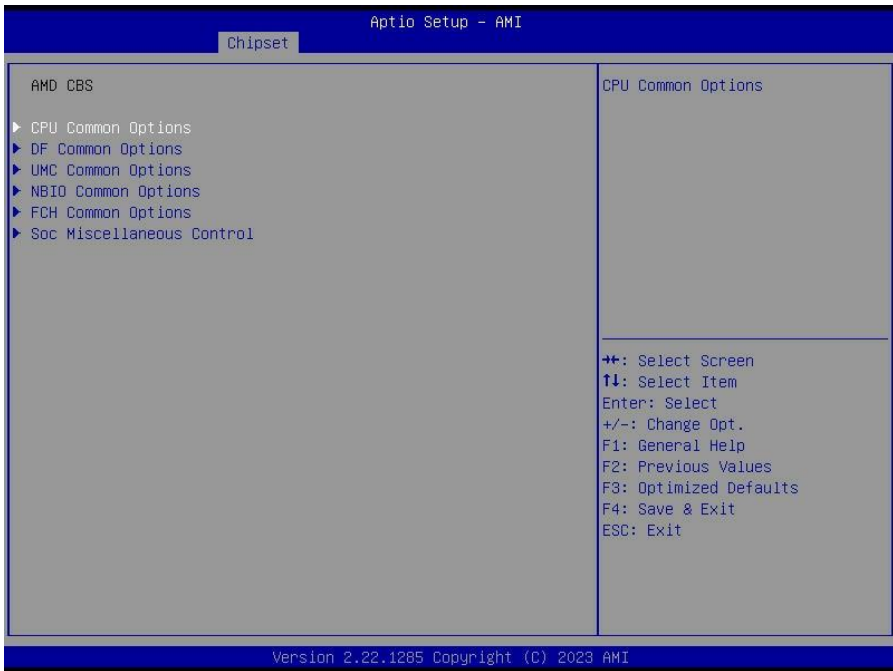 Aptio Setup - AMI
Chipset
AMD CBS
CPU Common Options
DF Common Options
UMC Common Options
NBIO Common Options
FCH Common Options
Soc Miscellaneous Control
CPU Common Options
→←: Select Screen
↑↓: Select Item
Enter: Select
+/-: Change Opt.
F1: General Help
F2: Previous Values
F3: Optimized Defaults
F4: Save & Exit
ESC: Exit
Version 2.22.1285 Copyright (C) 2023 AMI